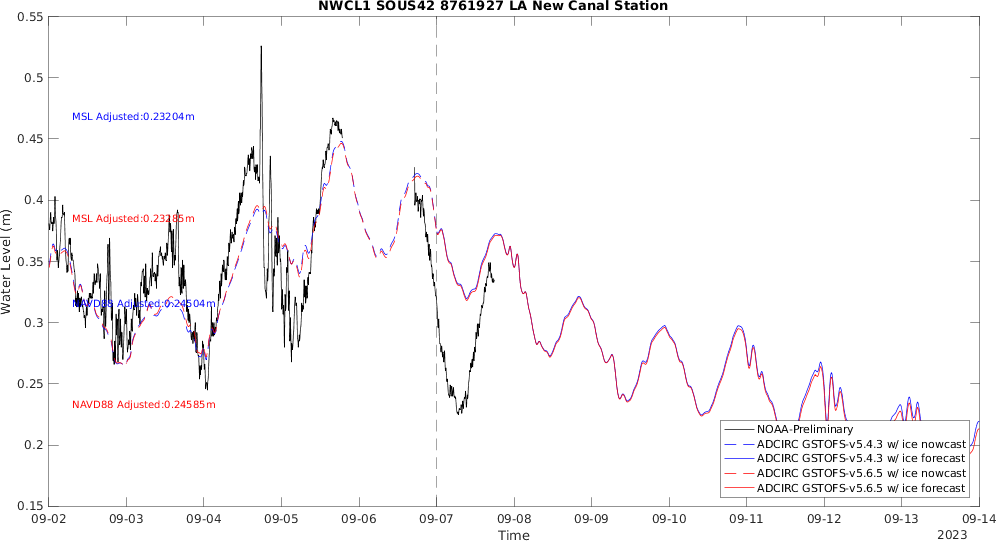 NWCL1 SOUS42 8761927 LA New Canal Station
0.55
0.5
0.45
0.4
0.35
0.3
0.25
0.2
0.15
Water Level (m)
MSL Adjusted:0.23204m
MSL Adjusted:0.23285m
NAVD88 Adjusted:0.24504m
NAVD88 Adjusted:0.24585m
NOAA-Preliminary
ADCIRC GSTOFS-v5.4.3 w/ ice nowcast
ADCIRC GSTOFS-v5.4.3 w/ ice forecast
ADCIRC GSTOFS-v5.6.5 w/ ice nowcast
ADCIRC GSTOFS-v5.6.5 w/ ice forecast
09-02 09-03 09-04 09-05 09-06 09-07 09-08 09-09 09-10 09-11 09-12 09-13 09-14
Time
2023